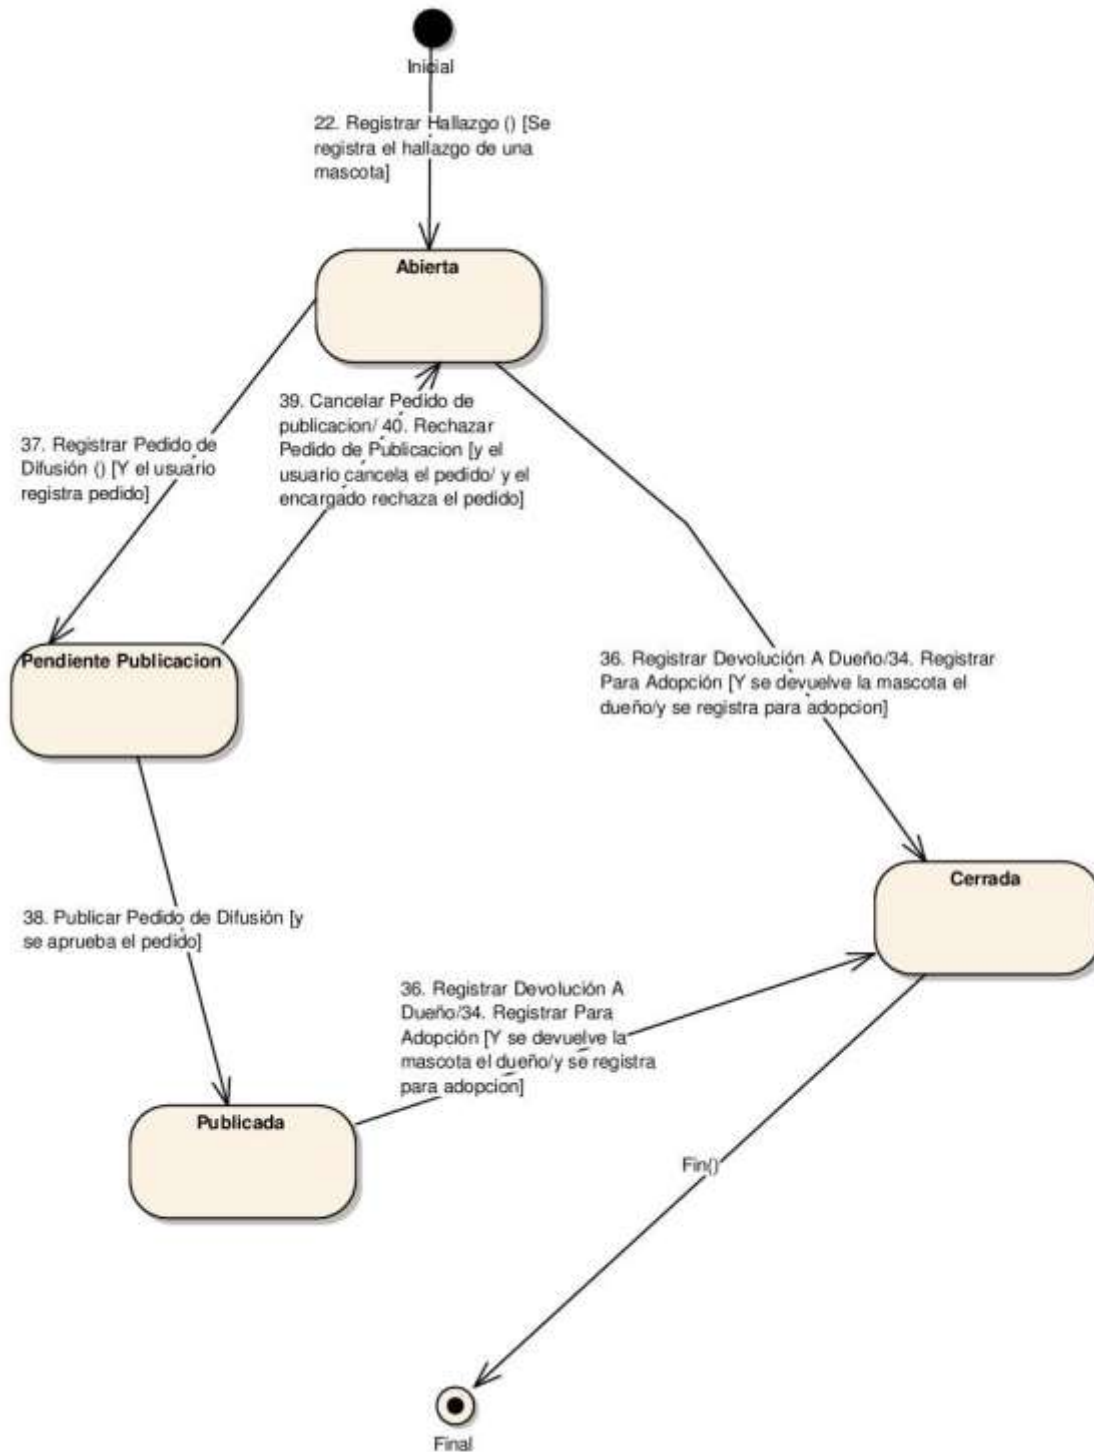 Inicial
22. Registrar Hallazgo () [Se
registra el hallazgo de una
mascota]
Abierta
39. Cancelar Pedido de
publicacion/ 40. Rechazar
Pedido de Publicacion [y el
usuario cancela el pedido/ y el
encargado rechaza el pedido]
37. Registrar Pedido de
Difusión () [Y el usuario
registra pedido]
Pendiente Publicacion
36. Registrar Devolución A Dueño/34. Registrar
Para Adopción [Y se devuelve la mascota el
dueño/y se registra para adopcion]
Cerrada
38. Publicar Pedido de Difusión [y
se aprueba el pedido]
36. Registrar Devolución A
Dueño/34. Registrar Para
Adopción [Y se devuelve la
mascota el dueño/y se registra
para adopcion]
Publicada
Fin()
Final